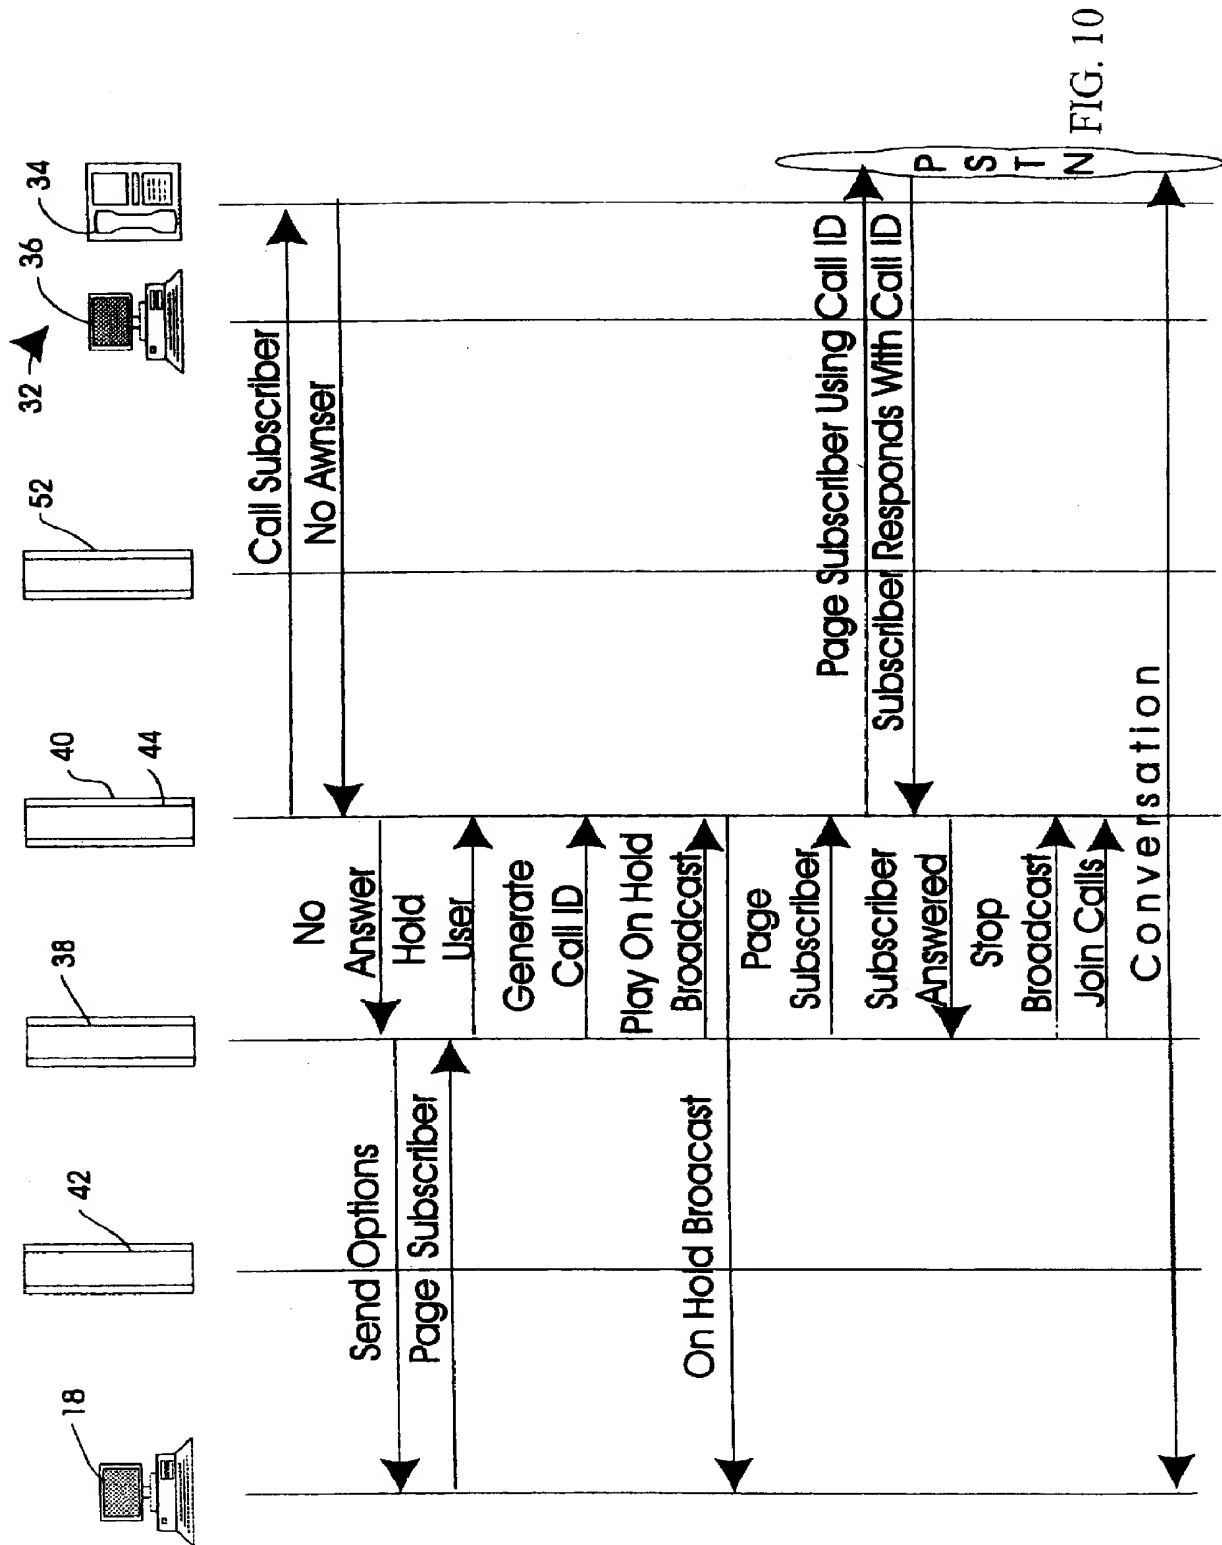 18
42
38
40
44
52
32
36
34
Call Subscriber
No Awnser
No
Answer
Send Options
Page Subscriber
Hold
User
Generate
Call ID
Play On Hold
Broadcast
On Hold Broacast
Page
Subscriber
Page Subscriber Using Call ID
Subscriber Responds With Call ID
Subscriber
Answered
Stop
Broadcast
Join Calls
Conversation
PSTN
FIG. 10